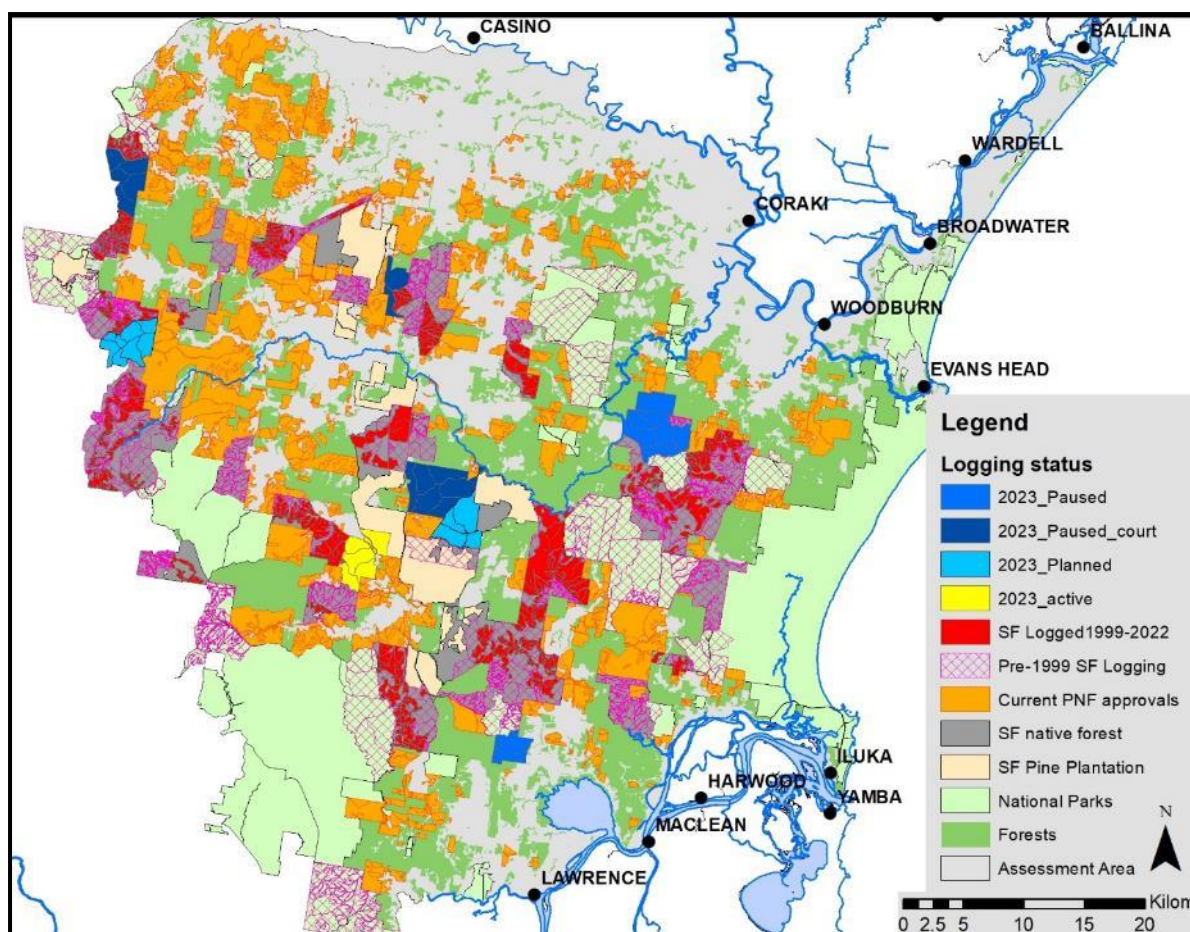 CASINO
BALLINA
WARDELL
CORAKI
BROADWATER
WOODBURN
EVANS HEAD
Legend
Logging status
2023_Paused
2023_Paused_court
2023_Planned
2023_active
SF Logged1999-2022
Pre-1999 SF Logging
Current PNF approvals
SF native forest
SF Pine Plantation
National Parks
Forests
Assessment Area
ILUKA
HARWOOD
YAMBA
MACLEAN
LAWRENCE
N
Kilom
0 2.5 5 10 15 20